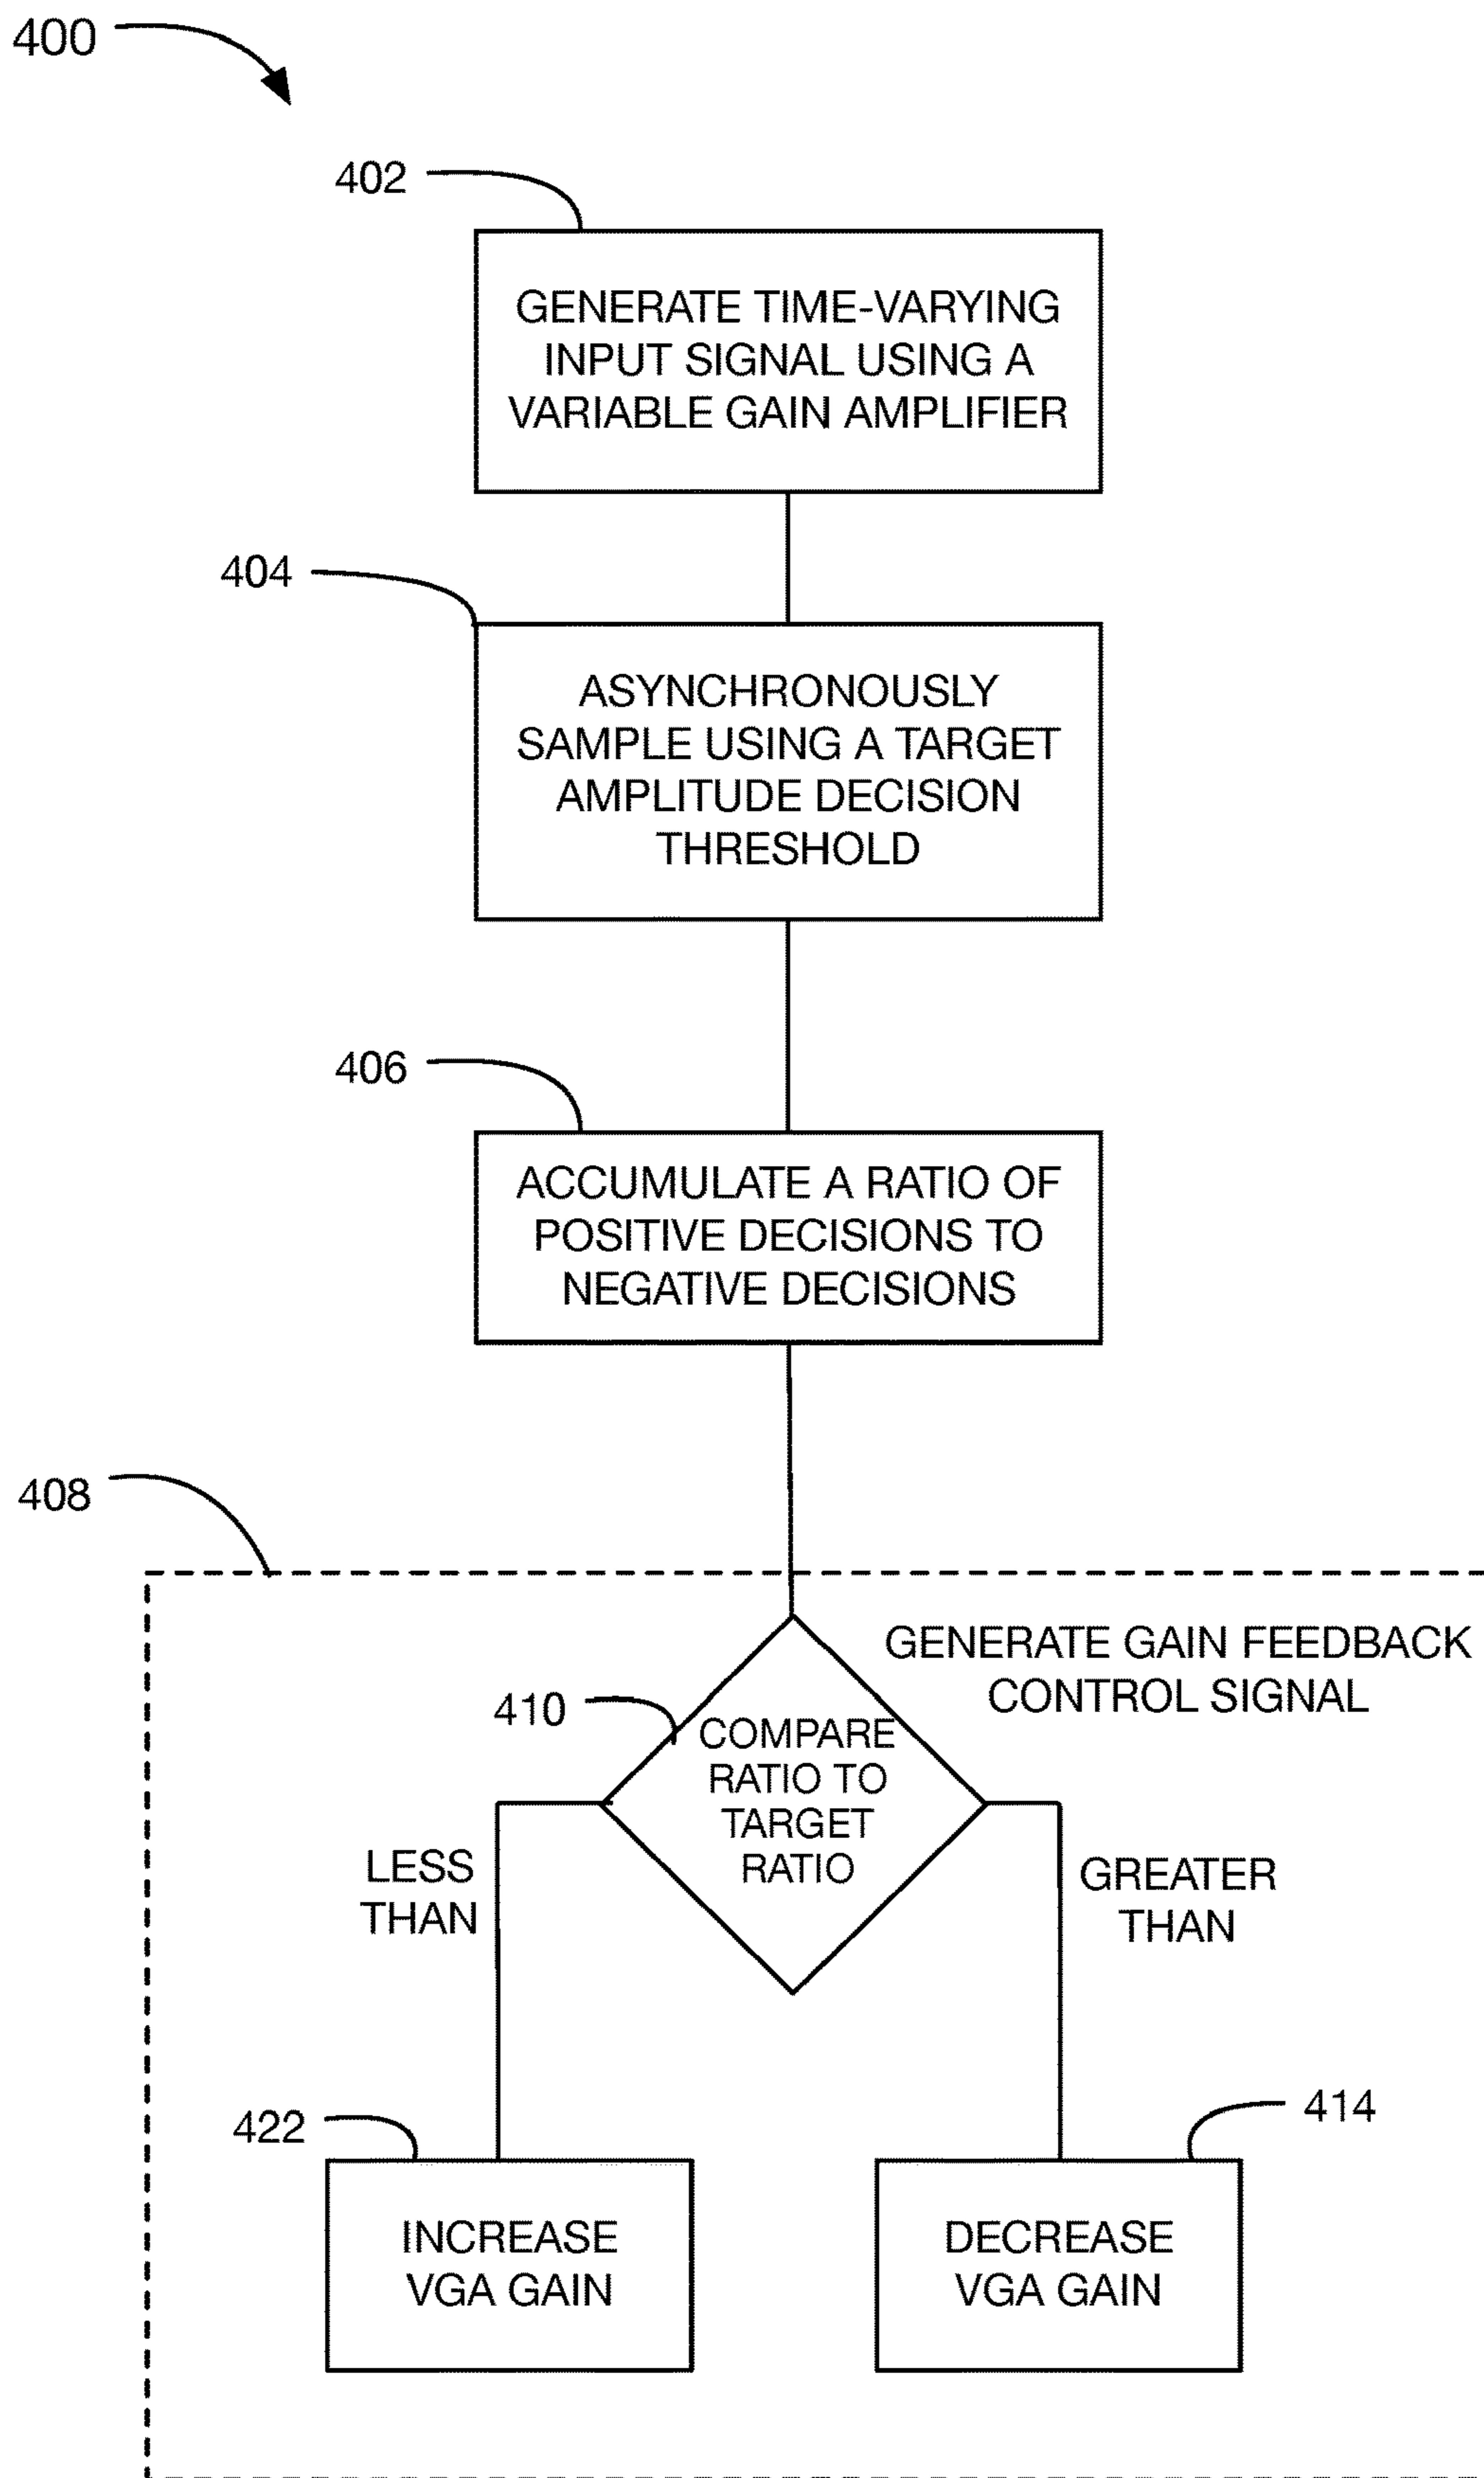 400
402
GENERATE TIME-VARYING
INPUT SIGNAL USING A
VARIABLE GAIN AMPLIFIER
404
ASYNCHRONOUSLY
SAMPLE USING A TARGET
AMPLITUDE DECISION
THRESHOLD
406
ACCUMULATE A RATIO OF
POSITIVE DECISIONS TO
NEGATIVE DECISIONS
408
GENERATE GAIN FEEDBACK
CONTROL SIGNAL
410
COMPARE
RATIO TO
TARGET
RATIO
LESS
THAN
GREATER
THAN
422
INCREASE
VGA GAIN
414
DECREASE
VGA GAIN